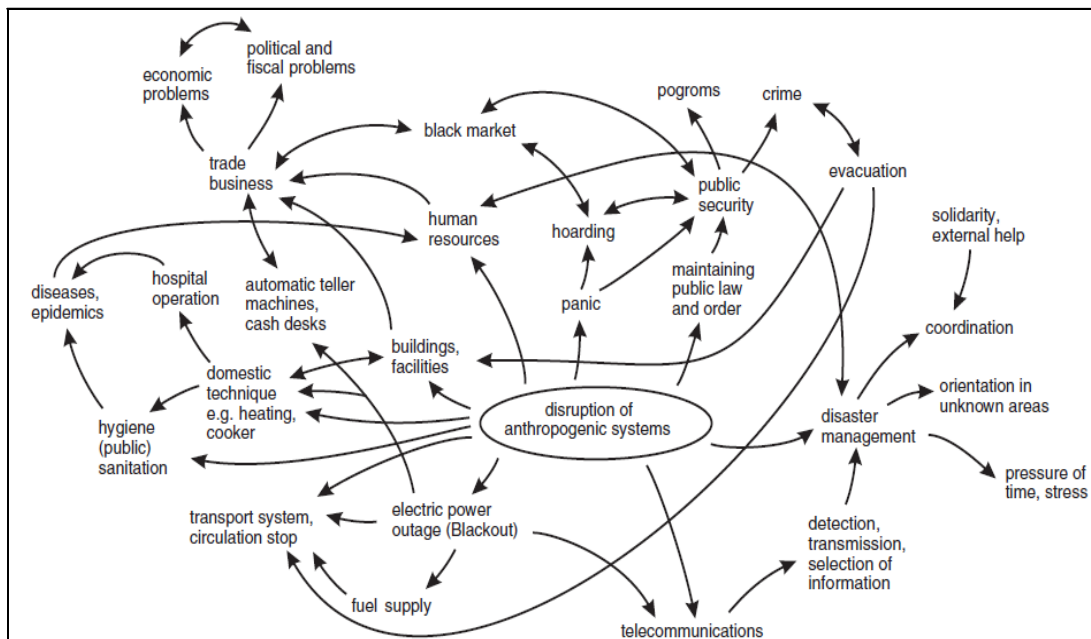 political and
fiscal problems
economic
problems
pogroms
crime
black market
trade
business
evacuation
public
security
human
resources
hoarding
solidarity,
external help
hospital
operation
automatic teller
machines,
cash desks
diseases,
epidemics
maintaining
public law
and order
panic
coordination
buildings,
facilities
domestic
technique
e.g. heating,
cooker
orientation in
unknown areas
disruption of
anthropogenic systems
disaster
management
hygiene
(public)
sanitation
pressure of
time, stress
electric power
outage (Blackout)
transport system,
circulation stop
detection,
transmission,
selection of
information
fuel supply
telecommunications